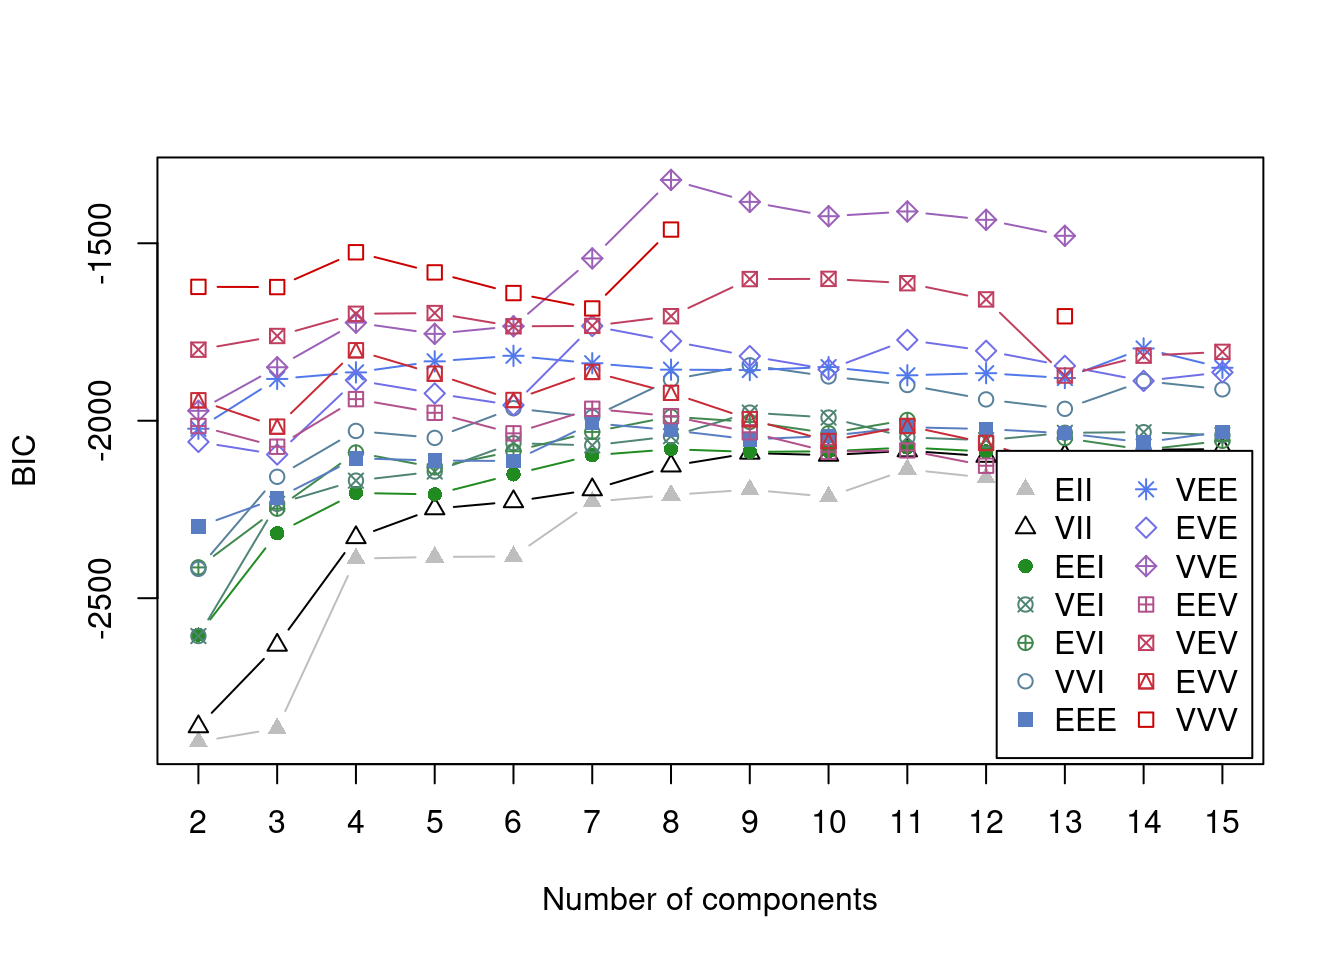 -1500
-2000
-2500
BIC
EII VEE
VII EVE
EEI VVE
VEI EEV
EVI VEV
VVI EVV
EEE VVV
2 3 4 5 6 7 8 9 10 11 12 13 14 15
Number of components